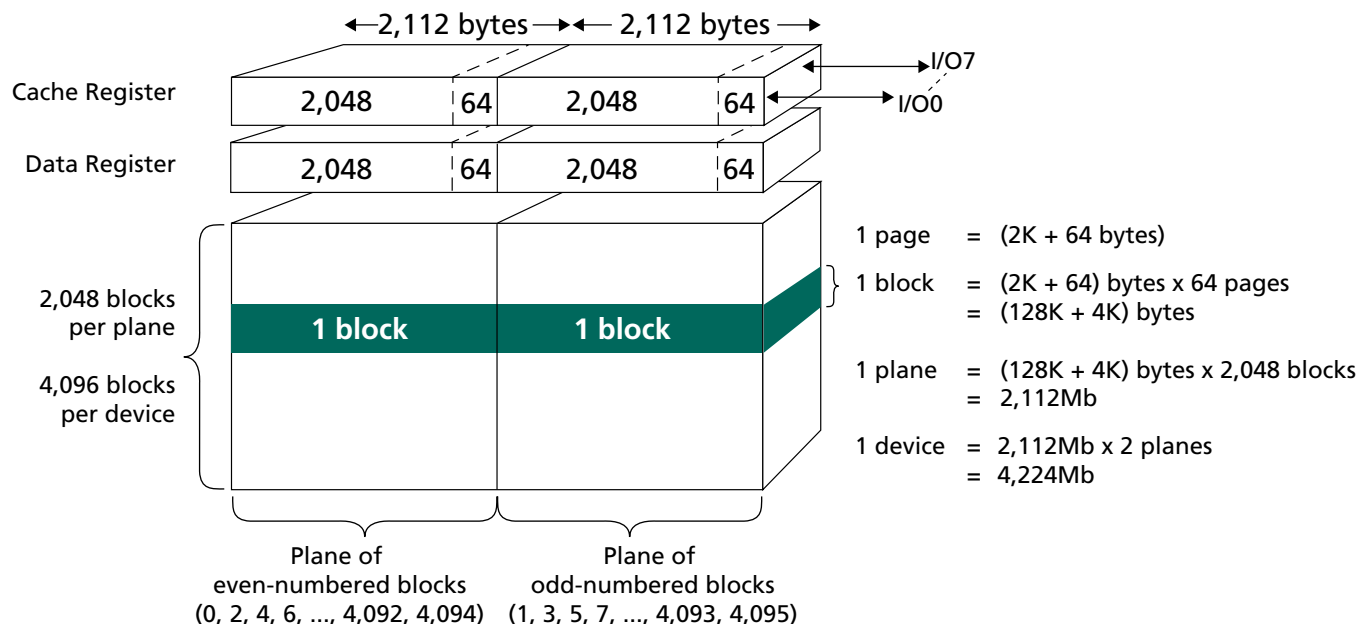 2,112 bytes 2,112 bytes
I/O7
Cache Register 2,048 64 2,048 64
I/O0
Data Register 2,048 64 2,048 64
1 page = (2K + 64 bytes)
1 block = (2K + 64) bytes x 64 pages
= (128K + 4K) bytes
2,048 blocks
per plane
4,096 blocks
per device
1 block 1 block
1 plane = (128K + 4K) bytes x 2,048 blocks
= 2,112Mb
1 device = 2,112Mb x 2 planes
= 4,224Mb
Plane of
even-numbered blocks
(0, 2, 4, 6, ..., 4,092, 4,094)
Plane of
odd-numbered blocks
(1, 3, 5, 7, ..., 4,093, 4,095)